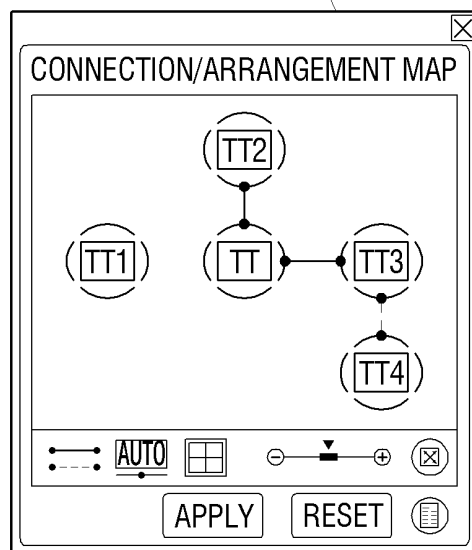 CONNECTION/ARRANGEMENT MAP
TT2
TT1 TT TT3
TT4
AUTO
APPLY RESET